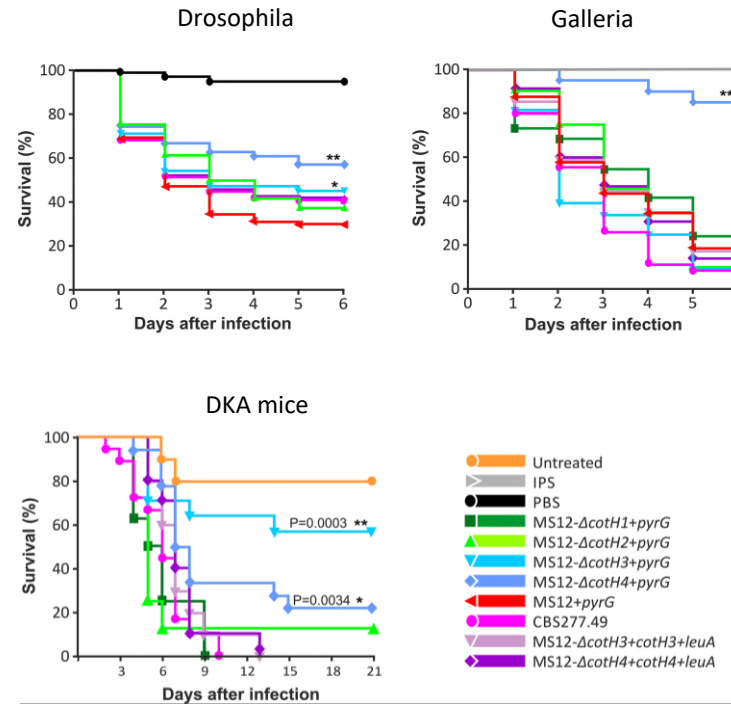 Drosophila
Galleria
Survival (%)
100
80
60
40
20
0
**
*
0 1 2 3 4 5 6
Days after infection
Survival (%)
100
80
60
40
20
0
**
0 1 2 3 4 5
Days after infection
DKA mice
Survival (%)
100
80
60
40
20
0
P=0.0003 **
P=0.0034 *
3 6 9 12 15 18 21
Days after infection
Untreated
IPS
PBS
MS12-ΔcotH1+pyrG
MS12-ΔcotH2+pyrG
MS12-ΔcotH3+pyrG
MS12-ΔcotH4+pyrG
MS12+pyrG
CBS277.49
MS12-ΔcotH3+cotH3+leuA
MS12-ΔcotH4+cotH4+leuA